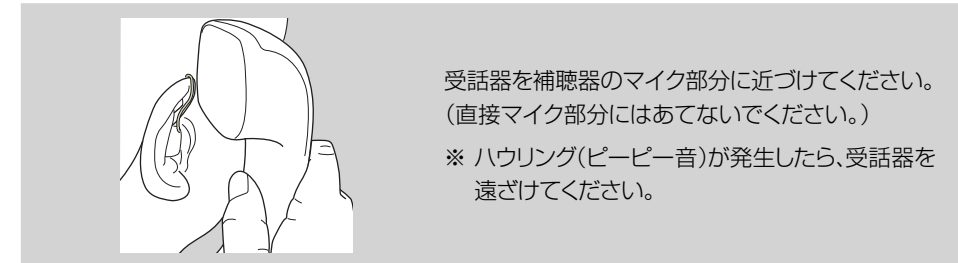 受話器を補聴器のマイク部分に近づけてください。
(直接マイク部分にはあてないでください。)
※ ハウリング(ピーピー音)が発生したら、受話器を
遠ざけてください。